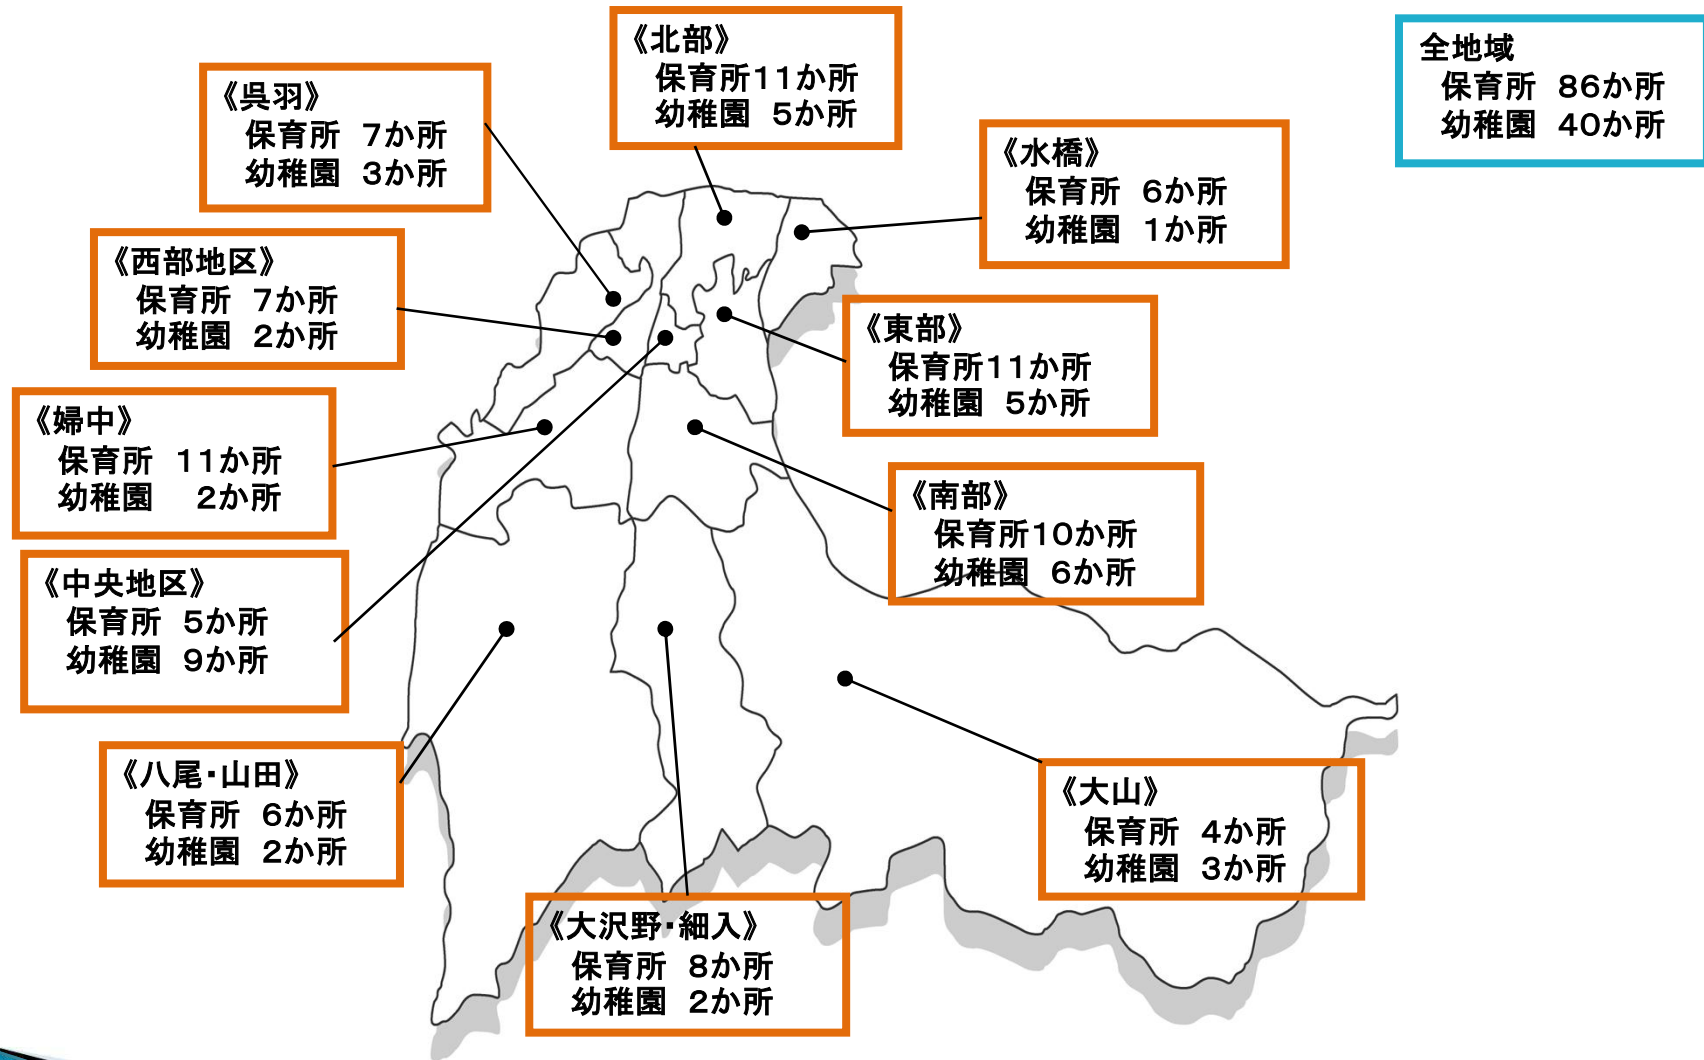 《北部》
保育所11か所
幼稚園 5か所
全地域
保育所 86か所
幼稚園 40か所
《呉羽》
保育所 7か所
幼稚園 3か所
《水橋》
保育所 6か所
幼稚園 1か所
《西部地区》
保育所 7か所
幼稚園 2か所
《東部》
保育所11か所
幼稚園 5か所
《婦中》
保育所 11か所
幼稚園 2か所
《南部》
保育所10か所
幼稚園 6か所
《中央地区》
保育所 5か所
幼稚園 9か所
《八尾・山田》
保育所 6か所
幼稚園 2か所
《大山》
保育所 4か所
幼稚園 3か所
《大沢野・細入》
保育所 8か所
幼稚園 2か所